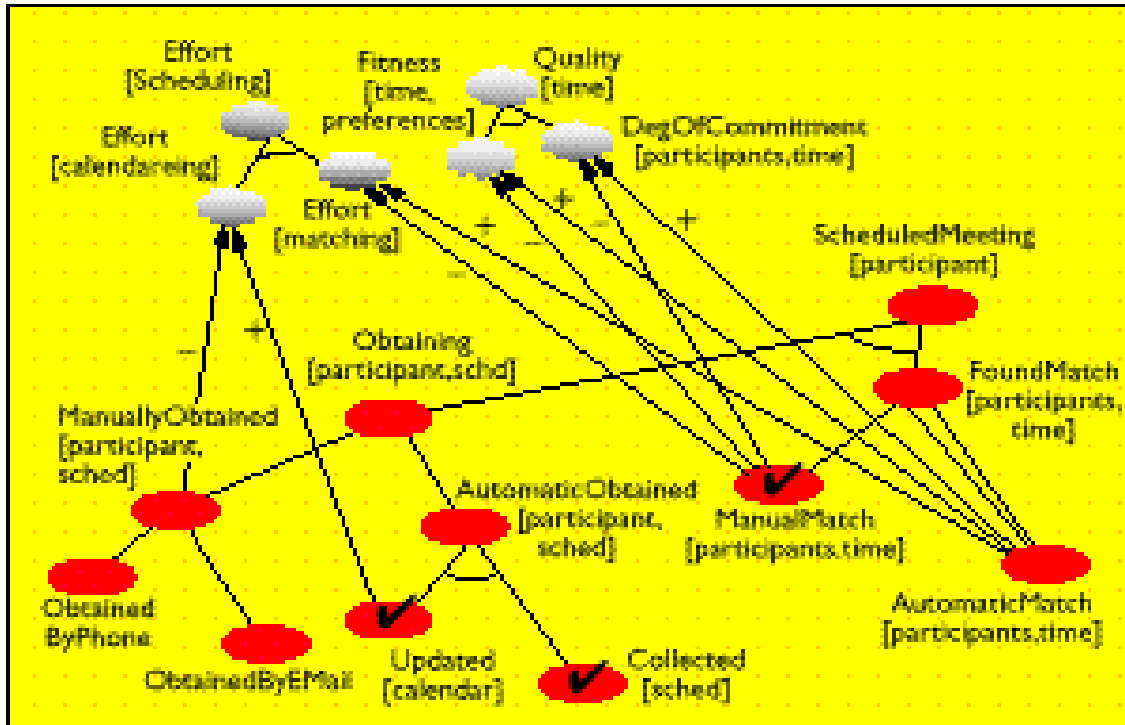 Effort
[Scheduling]
Fitness
[time,
preferences]
Quality
[time]
Effort
[calendareing]
DegOfCommitment
[participants,time]
Effort
[matching]
+
+
–
–
+
–
ScheduledMeeting
[participant]
–
+
Obtaining
[participant,schd]
FoundMatch
[participants,
time]
ManuallyObtained
[participant,
sched]
AutomaticObtained
[participant,
sched]
ManualMatch
[participants,time]
Obtained
ByPhone
AutomaticMatch
[participants,time]
ObtainedByEMail
Updated
[calendar]
Collected
[sched]